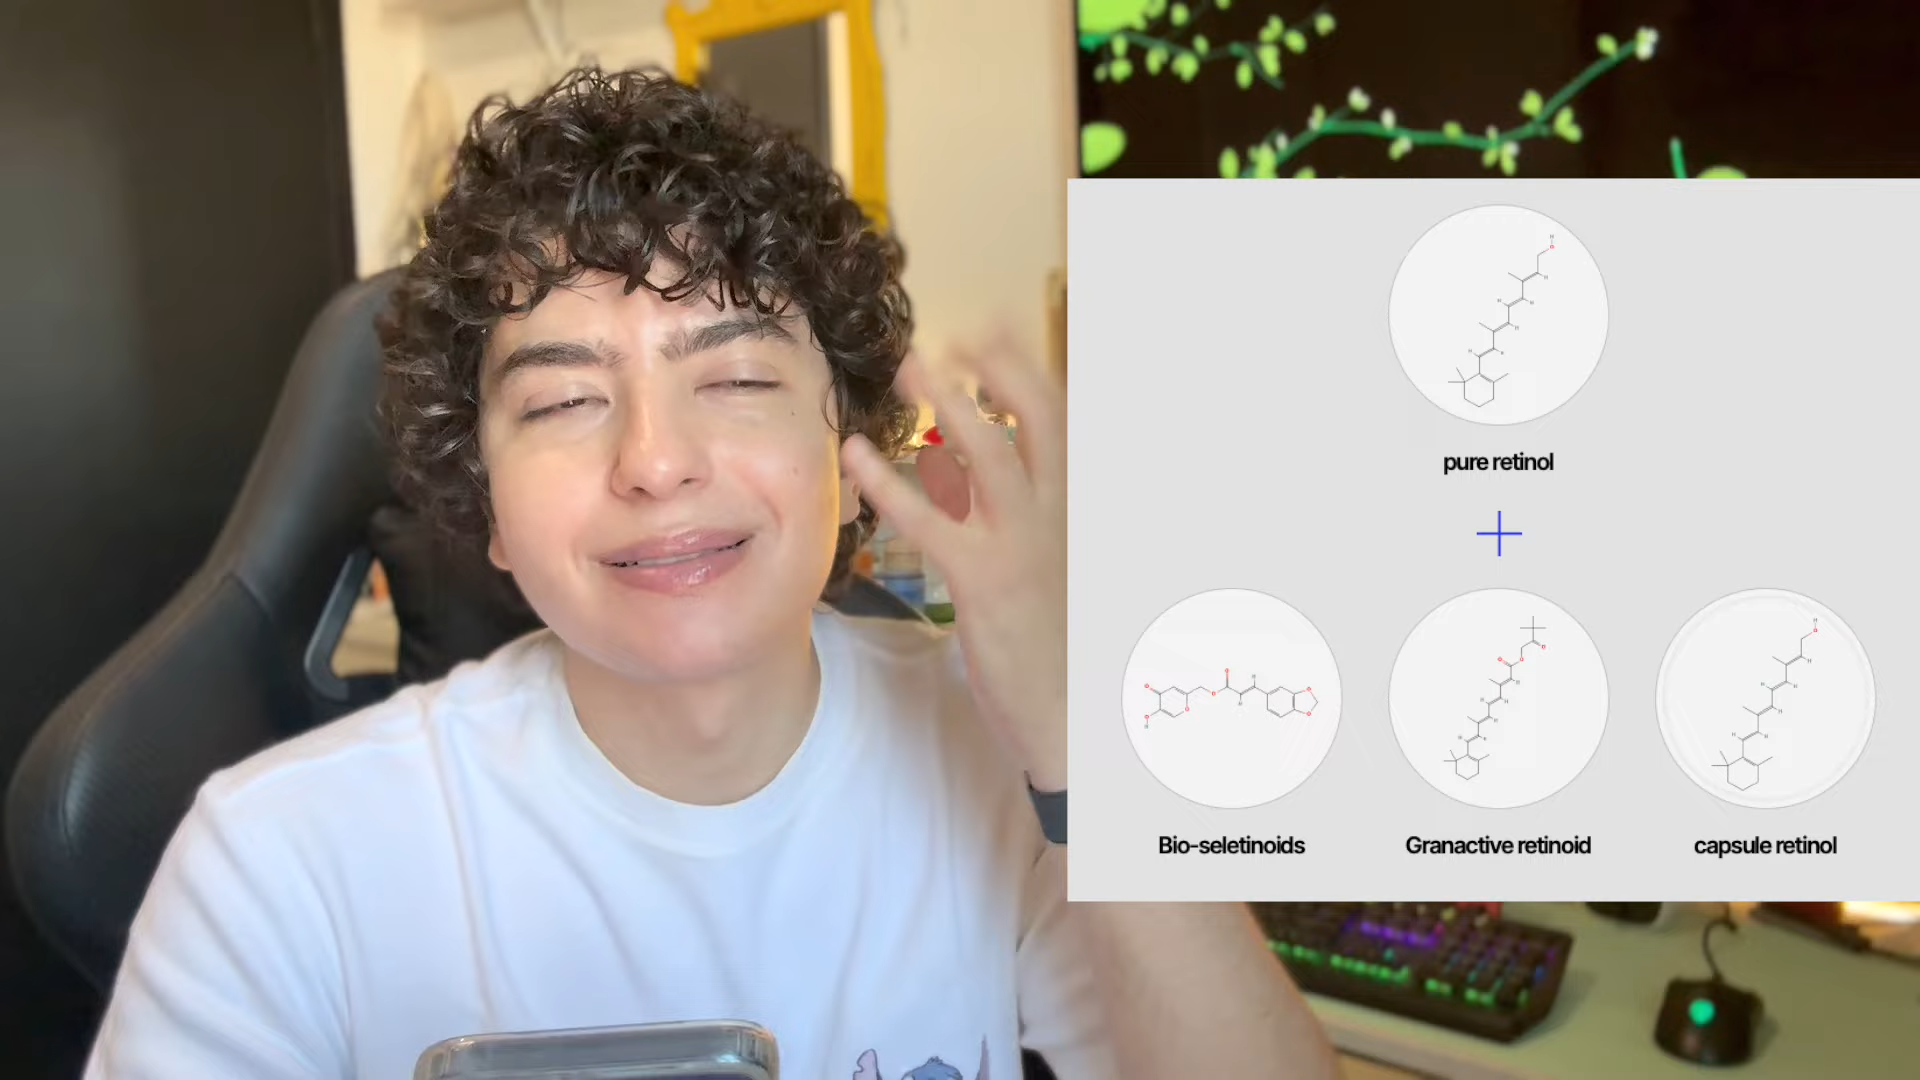 pure retinol
Bio-seletinoids
Granactive retinoid
capsule retinol